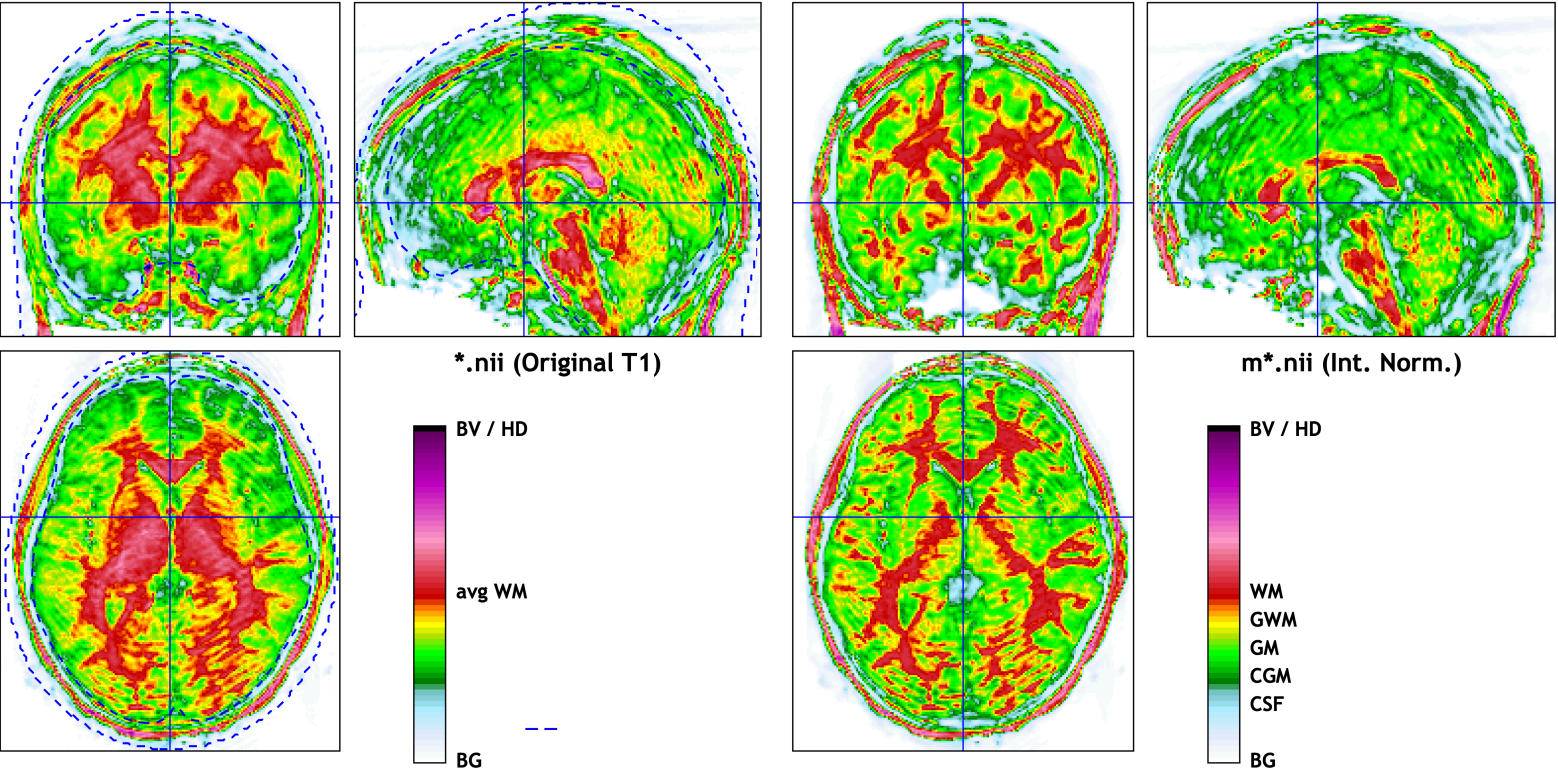 *.nii (Original T1)
m*.nii (Int. Norm.)
BV / HD
avg WM
BG
BV / HD
WM
GWM
GM
CGM
CSF
BG